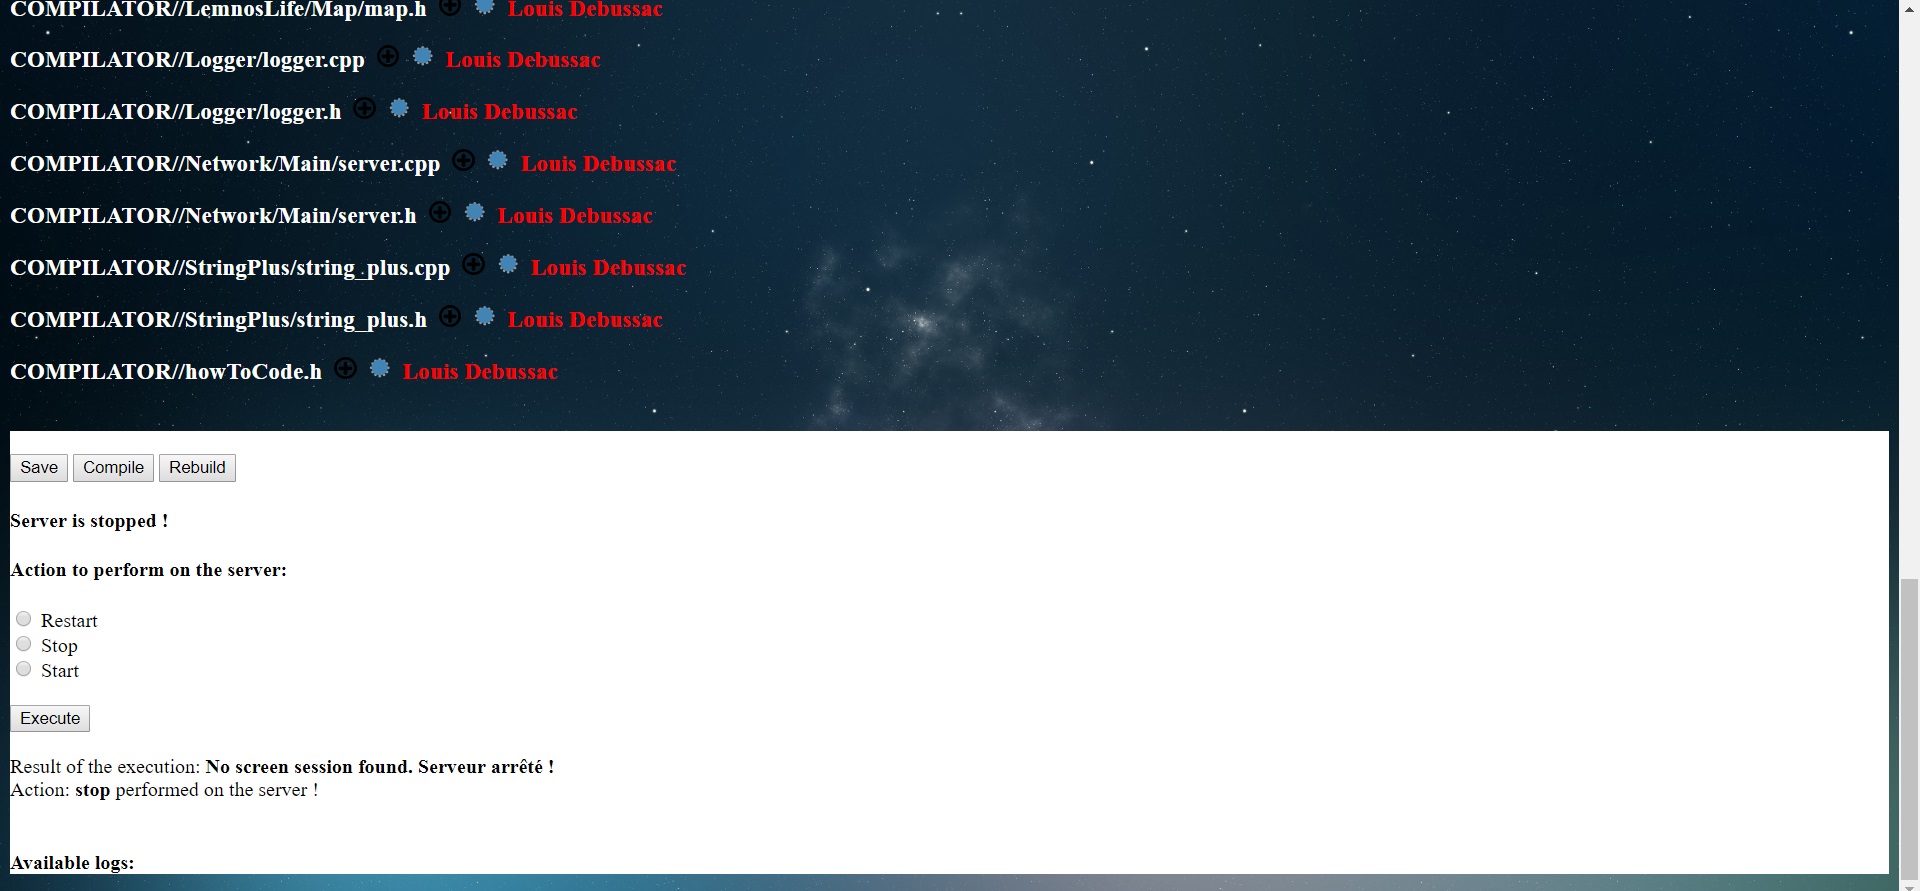 COMPILATOR//LemnosLife/Map/map.h Louis Debussac
COMPILATOR//Logger/logger.cpp Louis Debussac
COMPILATOR//Logger/logger.h Louis Debussac
COMPILATOR//Network/Main/server.cpp Louis Debussac
COMPILATOR//Network/Main/server.h Louis Debussac
COMPILATOR//StringPlus/string_plus.cpp Louis Debussac
COMPILATOR//StringPlus/string_plus.h Louis Debussac
COMPILATOR//howToCode.h Louis Debussac
Save Compile Rebuild
Server is stopped !
Action to perform on the server:
Restart
Stop
Start
Execute
Result of the execution: No screen session found. Serveur arrêté !
Action: stop performed on the server !
Available logs: